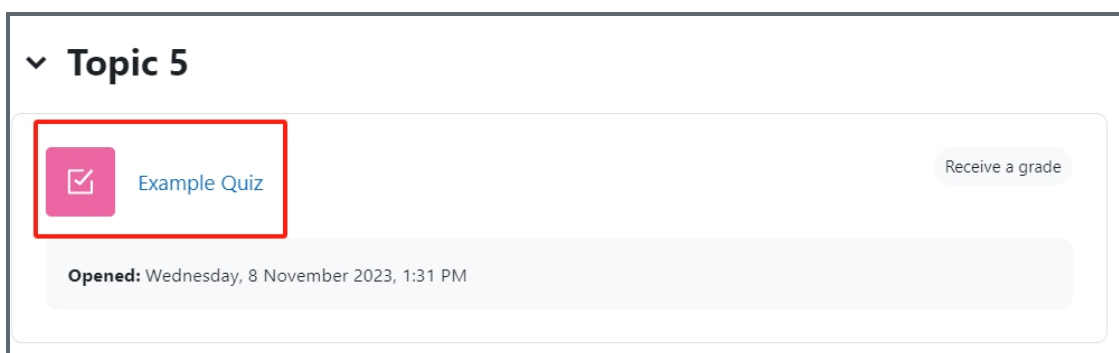 Topic 5
Example Quiz
Receive a grade
Opened: Wednesday, 8 November 2023, 1:31 PM